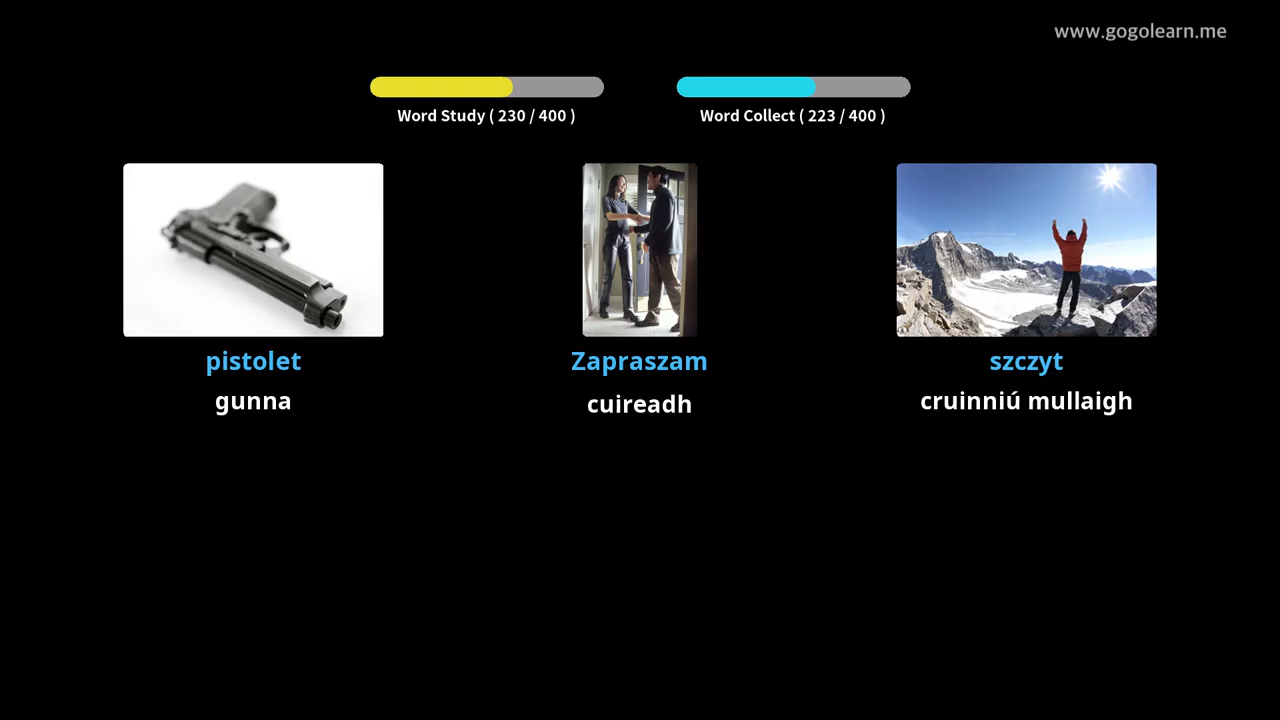 www.gogolearn.me
Word Study ( 230 / 400 )
Word Collect ( 223 / 400 )
pistolet
gunna
Zapraszam
cuireadh
szczyt
cruinniú mullaigh